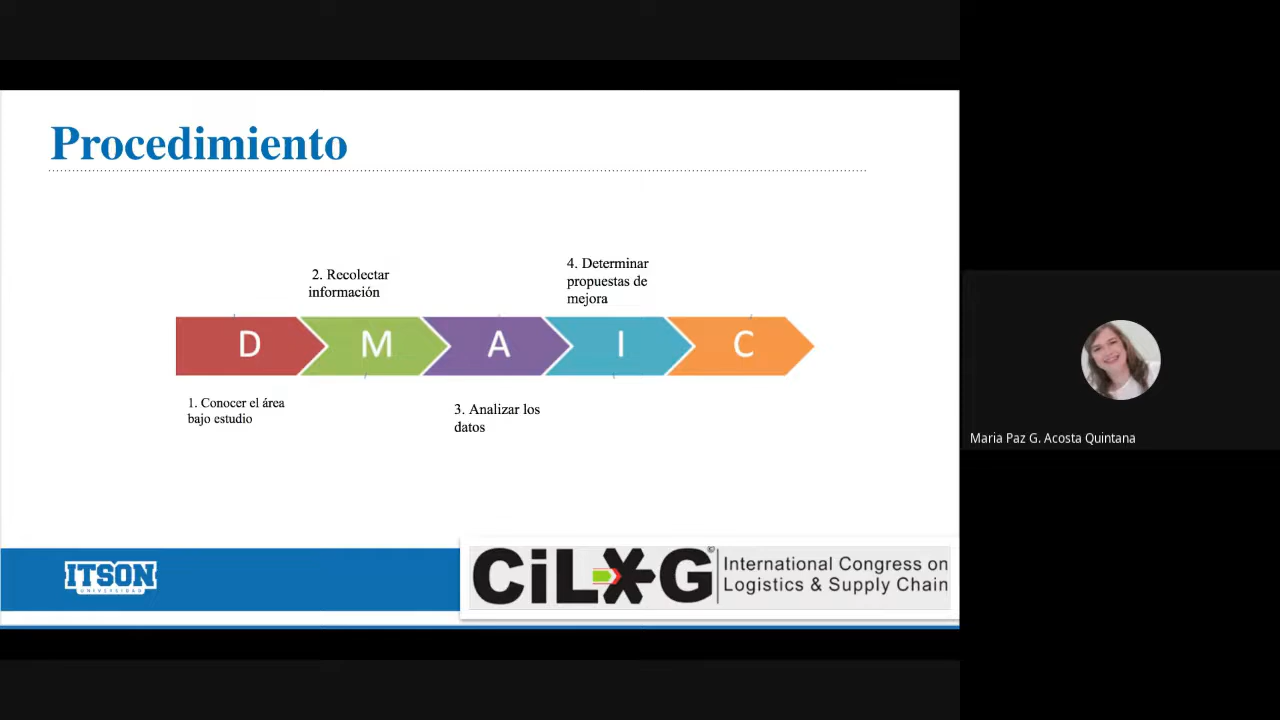 Procedimiento
2. Recolectar
información
4. Determinar
propuestas de
mejora
D M A I C
1. Conocer el área
bajo estudio
3. Analizar los
datos
Maria Paz G. Acosta Quintana
ITSON
UNIVERSIDAD
CiLOG©
International Congress on
Logistics & Supply Chain